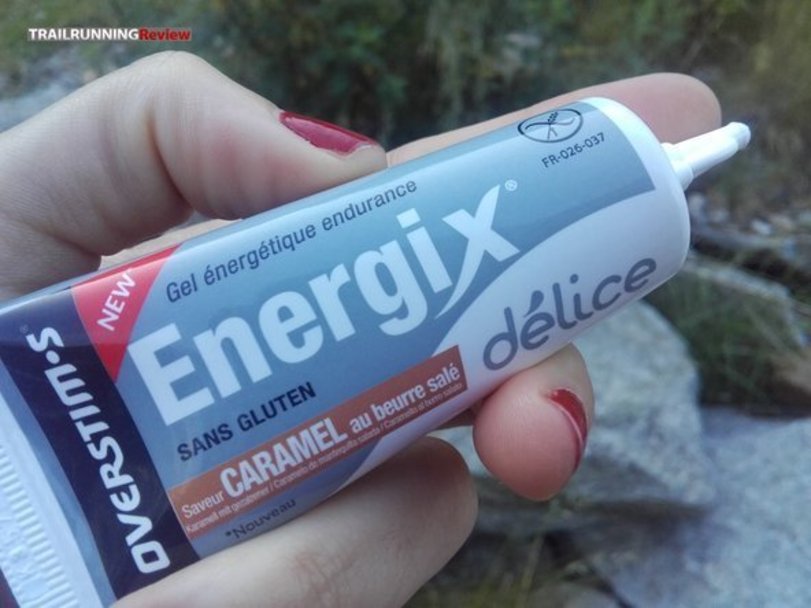 TRAILRUNNINGReview
FR-026-037
Gel énergétique endurance
NEW
Energix®
délice
OVERSTIM.s
SANS GLUTEN
Saveur CARAMEL au beurre salé
*Nouveau